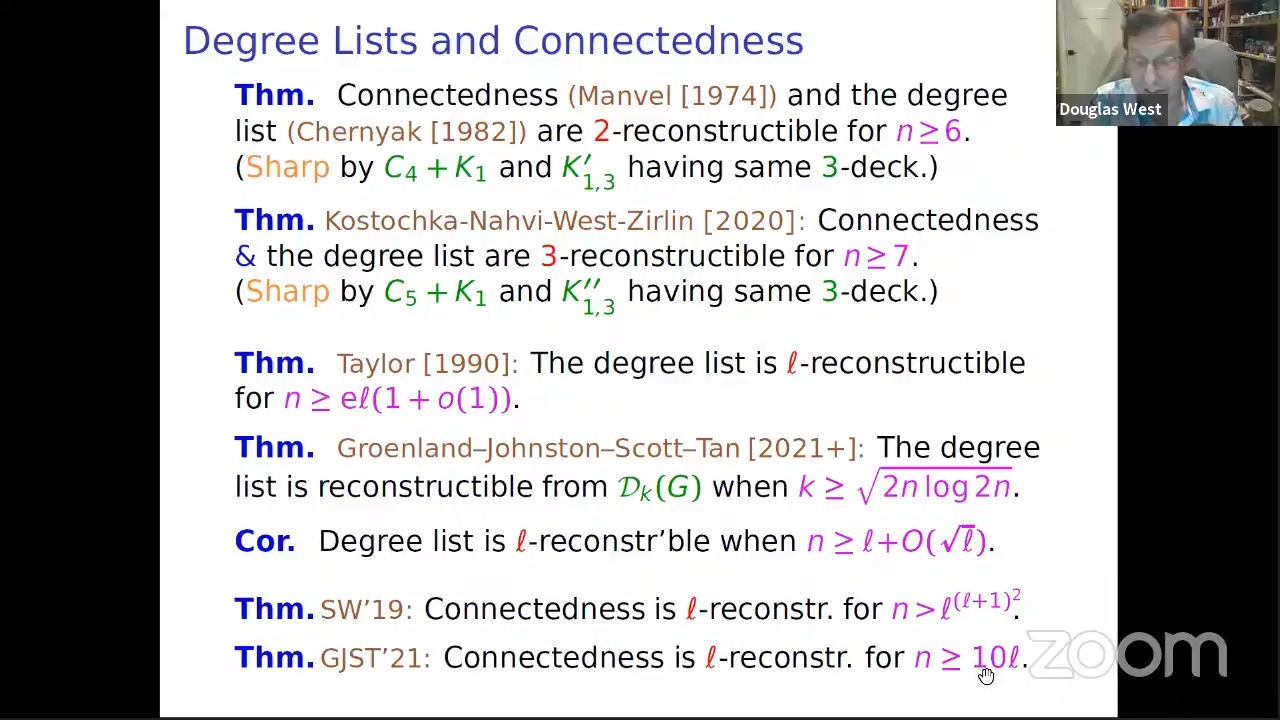 Degree Lists and Connectedness
Thm. Connectedness (Manvel [1974]) and the degree
list (Chernyak [1982]) are 2-reconstructible for n ≥ 6.
(Sharp by C₄ + K₁ and K′₁,₃ having same 3-deck.)
Thm. Kostochka-Nahvi-West-Zirlin [2020]: Connectedness
& the degree list are 3-reconstructible for n ≥ 7.
(Sharp by C₅ + K₁ and K″₁,₃ having same 3-deck.)
Thm. Taylor [1990]: The degree list is ℓ-reconstructible
for n ≥ eℓ(1 + o(1)).
Thm. Groenland–Johnston–Scott–Tan [2021+]: The degree
list is reconstructible from 𝒟ₖ(G) when k ≥ √(2n log 2n).
Cor. Degree list is ℓ-reconstr’ble when n ≥ ℓ+O(√ℓ).
Thm. SW’19: Connectedness is ℓ-reconstr. for n > ℓ^(ℓ+1)².
Thm. GJST’21: Connectedness is ℓ-reconstr. for n ≥ 10ℓ.
Douglas West
zoom